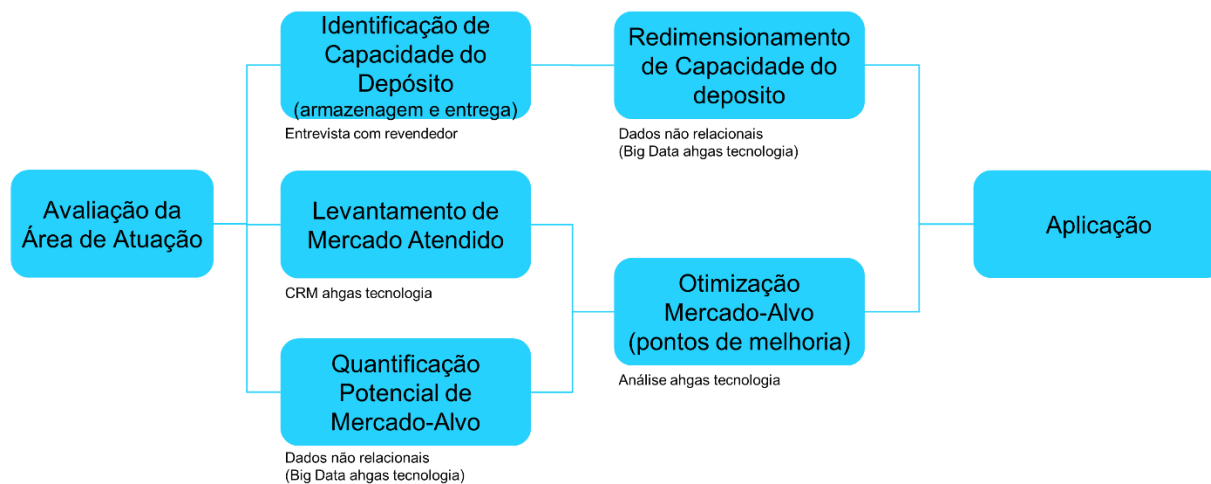 Avaliação da
Área de Atuação
Identificação de
Capacidade do
Depósito
(armazenagem e entrega)
Entrevista com revendedor
Levantamento de
Mercado Atendido
CRM ahgas tecnologia
Quantificação
Potencial de
Mercado-Alvo
Dados não relacionais
(Big Data ahgas tecnologia)
Redimensionamento
de Capacidade do
deposito
Dados não relacionais
(Big Data ahgas tecnologia)
Otimização
Mercado-Alvo
(pontos de melhoria)
Análise ahgas tecnologia
Aplicação